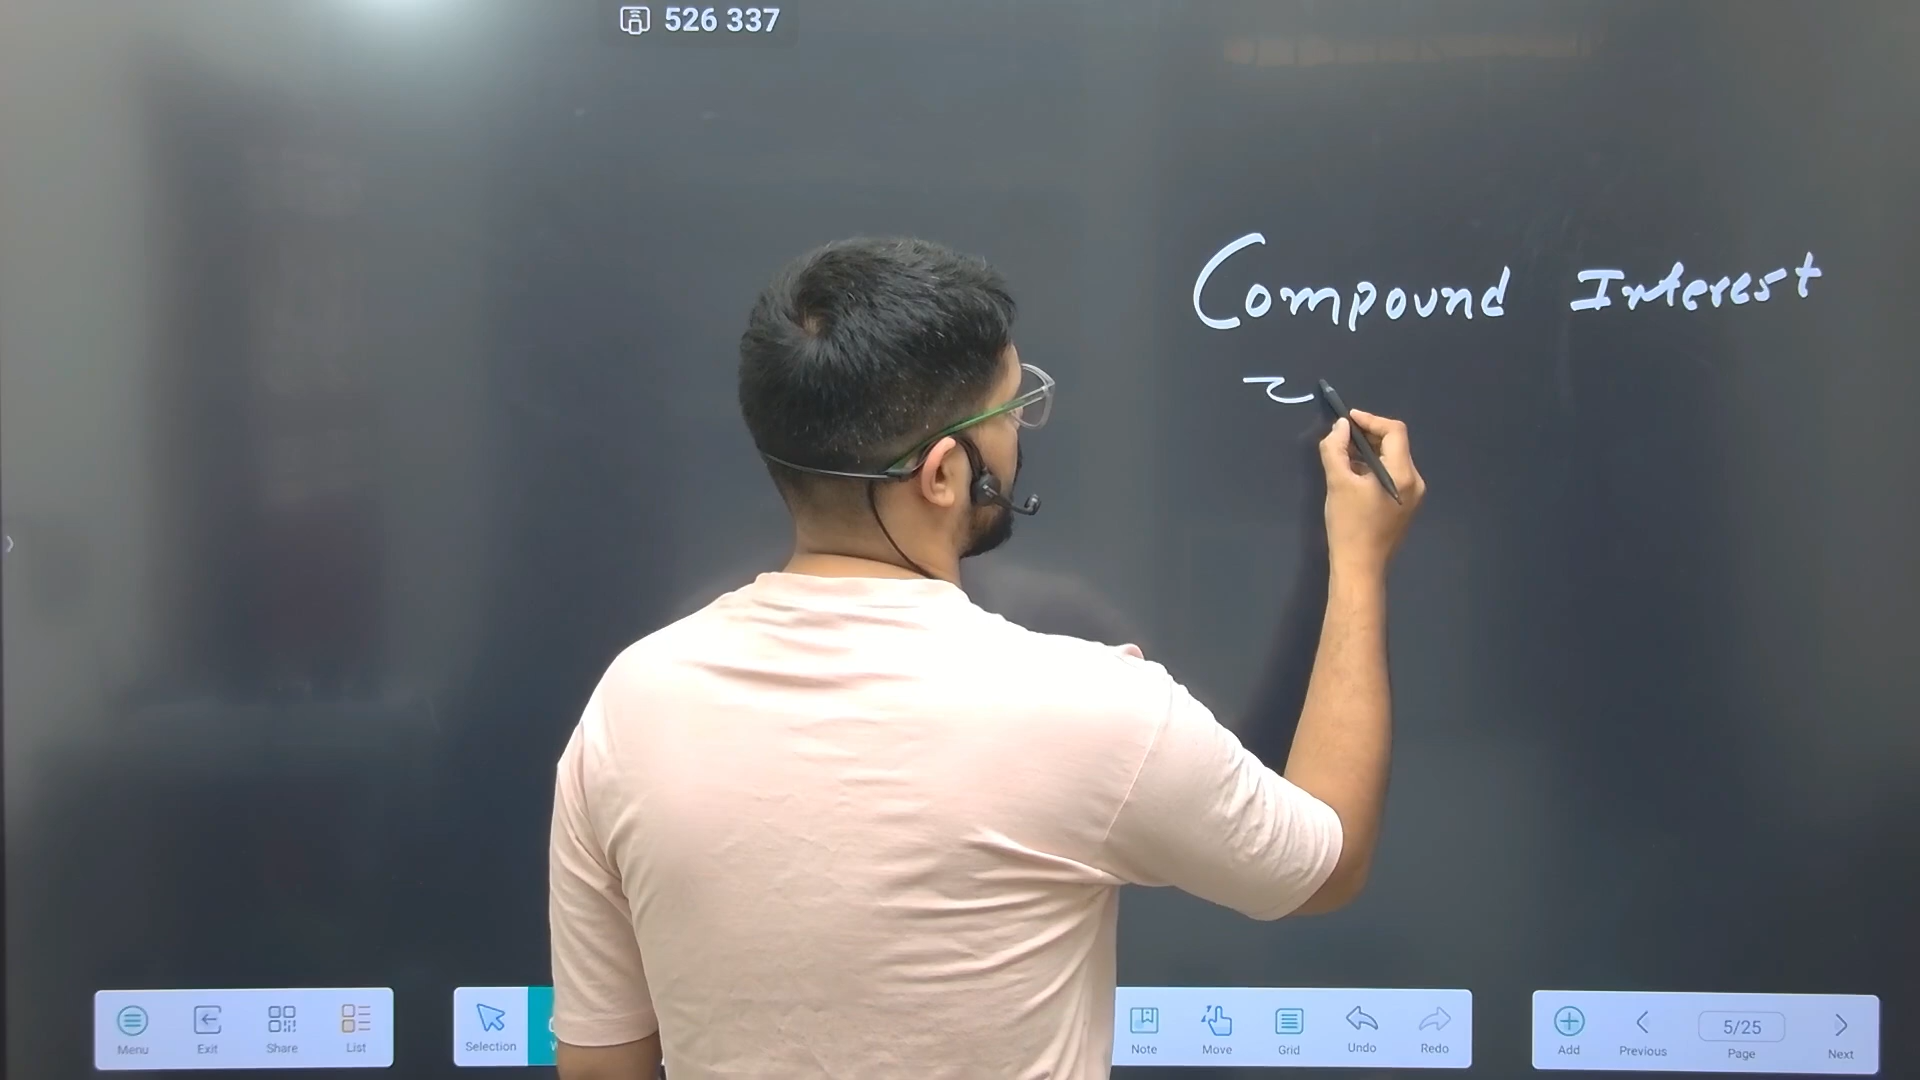 526 337
Compound Interest
Menu Exit Share List Selection Note Move Grid Undo Redo Add Previous 5/25 Page Next